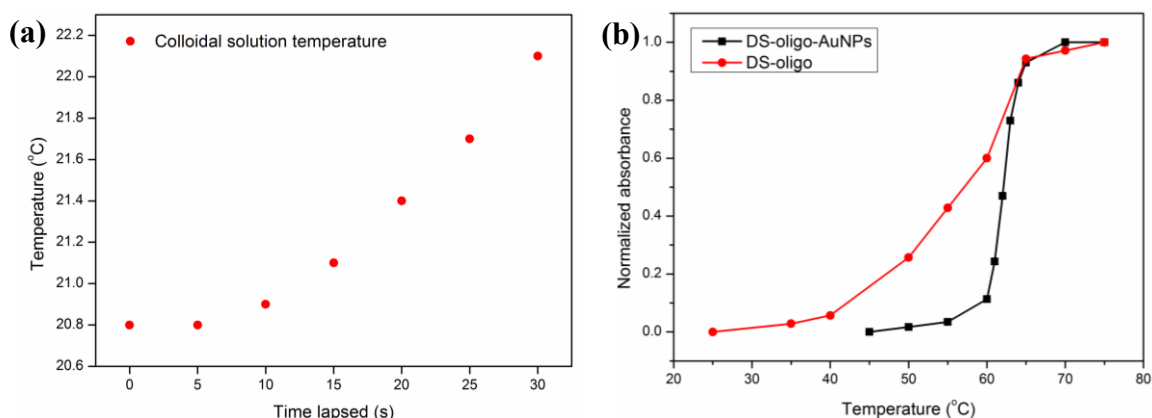 (a)
Colloidal solution temperature
Temperature (°C)
22.2
22.0
21.8
21.6
21.4
21.2
21.0
20.8
20.6
0 5 10 15 20 25 30
Time lapsed (s)
(b)
DS-oligo-AuNPs
DS-oligo
Normalized absorbance
1.0
0.8
0.6
0.4
0.2
0.0
20 30 40 50 60 70 80
Temperature (°C)